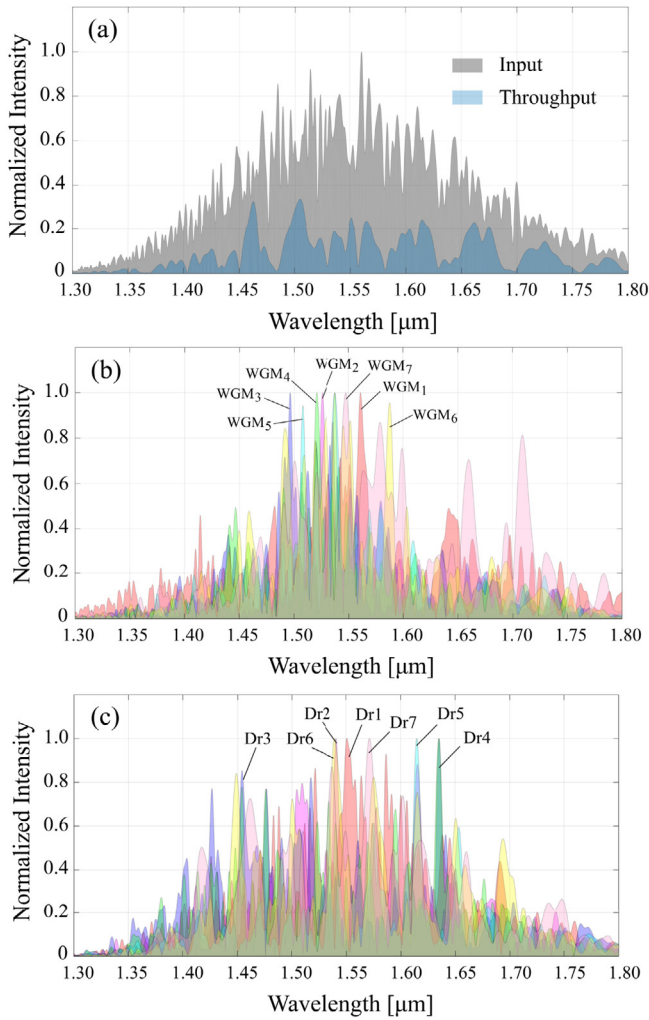 (a)
Normalized Intensity
1.0
0.8
0.6
0.4
0.2
0
Input
Throughput
1.30 1.35 1.40 1.45 1.50 1.55 1.60 1.65 1.70 1.75 1.80
Wavelength [μm]
(b)
Normalized Intensity
1.0
0.8
0.6
0.4
0.2
0
WGM4 WGM2 WGM7
WGM3 WGM1
WGM5 WGM6
1.30 1.35 1.40 1.45 1.50 1.55 1.60 1.65 1.70 1.75 1.80
Wavelength [μm]
(c)
Normalized Intensity
1.0
0.8
0.6
0.4
0.2
0
Dr2 Dr1 Dr5
Dr3 Dr6 Dr7 Dr4
1.30 1.35 1.40 1.45 1.50 1.55 1.60 1.65 1.70 1.75 1.80
Wavelength [μm]